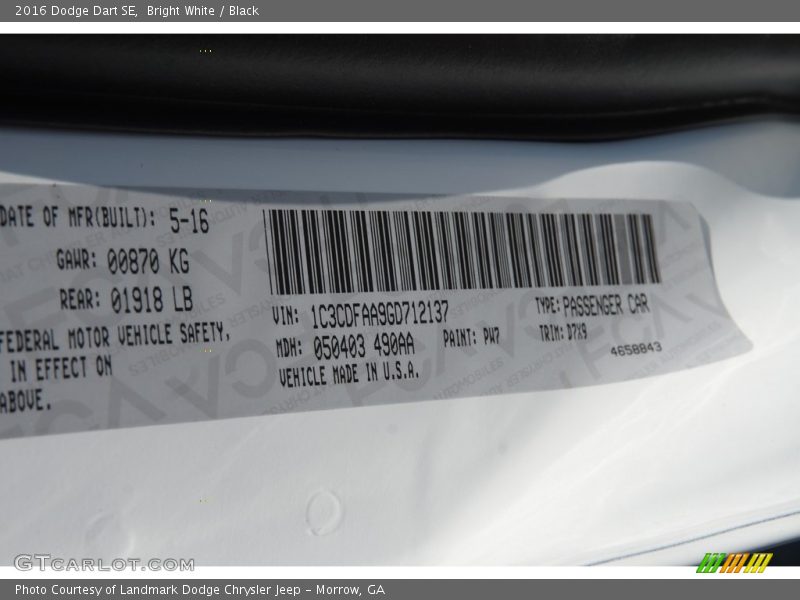 2016 Dodge Dart SE,  Bright White / Black
DATE OF MFR(BUILT): 5-16
GAWR: 00870 KG
REAR: 01918 LB
FEDERAL MOTOR VEHICLE SAFETY,
IN EFFECT ON
ABOVE.
VIN: 1C3CDFAA9GD712137
TYPE: PASSENGER CAR
MDH: 050403 490AA
PAINT: PW7
TRIM: D7X9
VEHICLE MADE IN U.S.A.
4658843
GTcarlot.com
Photo Courtesy of Landmark Dodge Chrysler Jeep – Morrow, GA